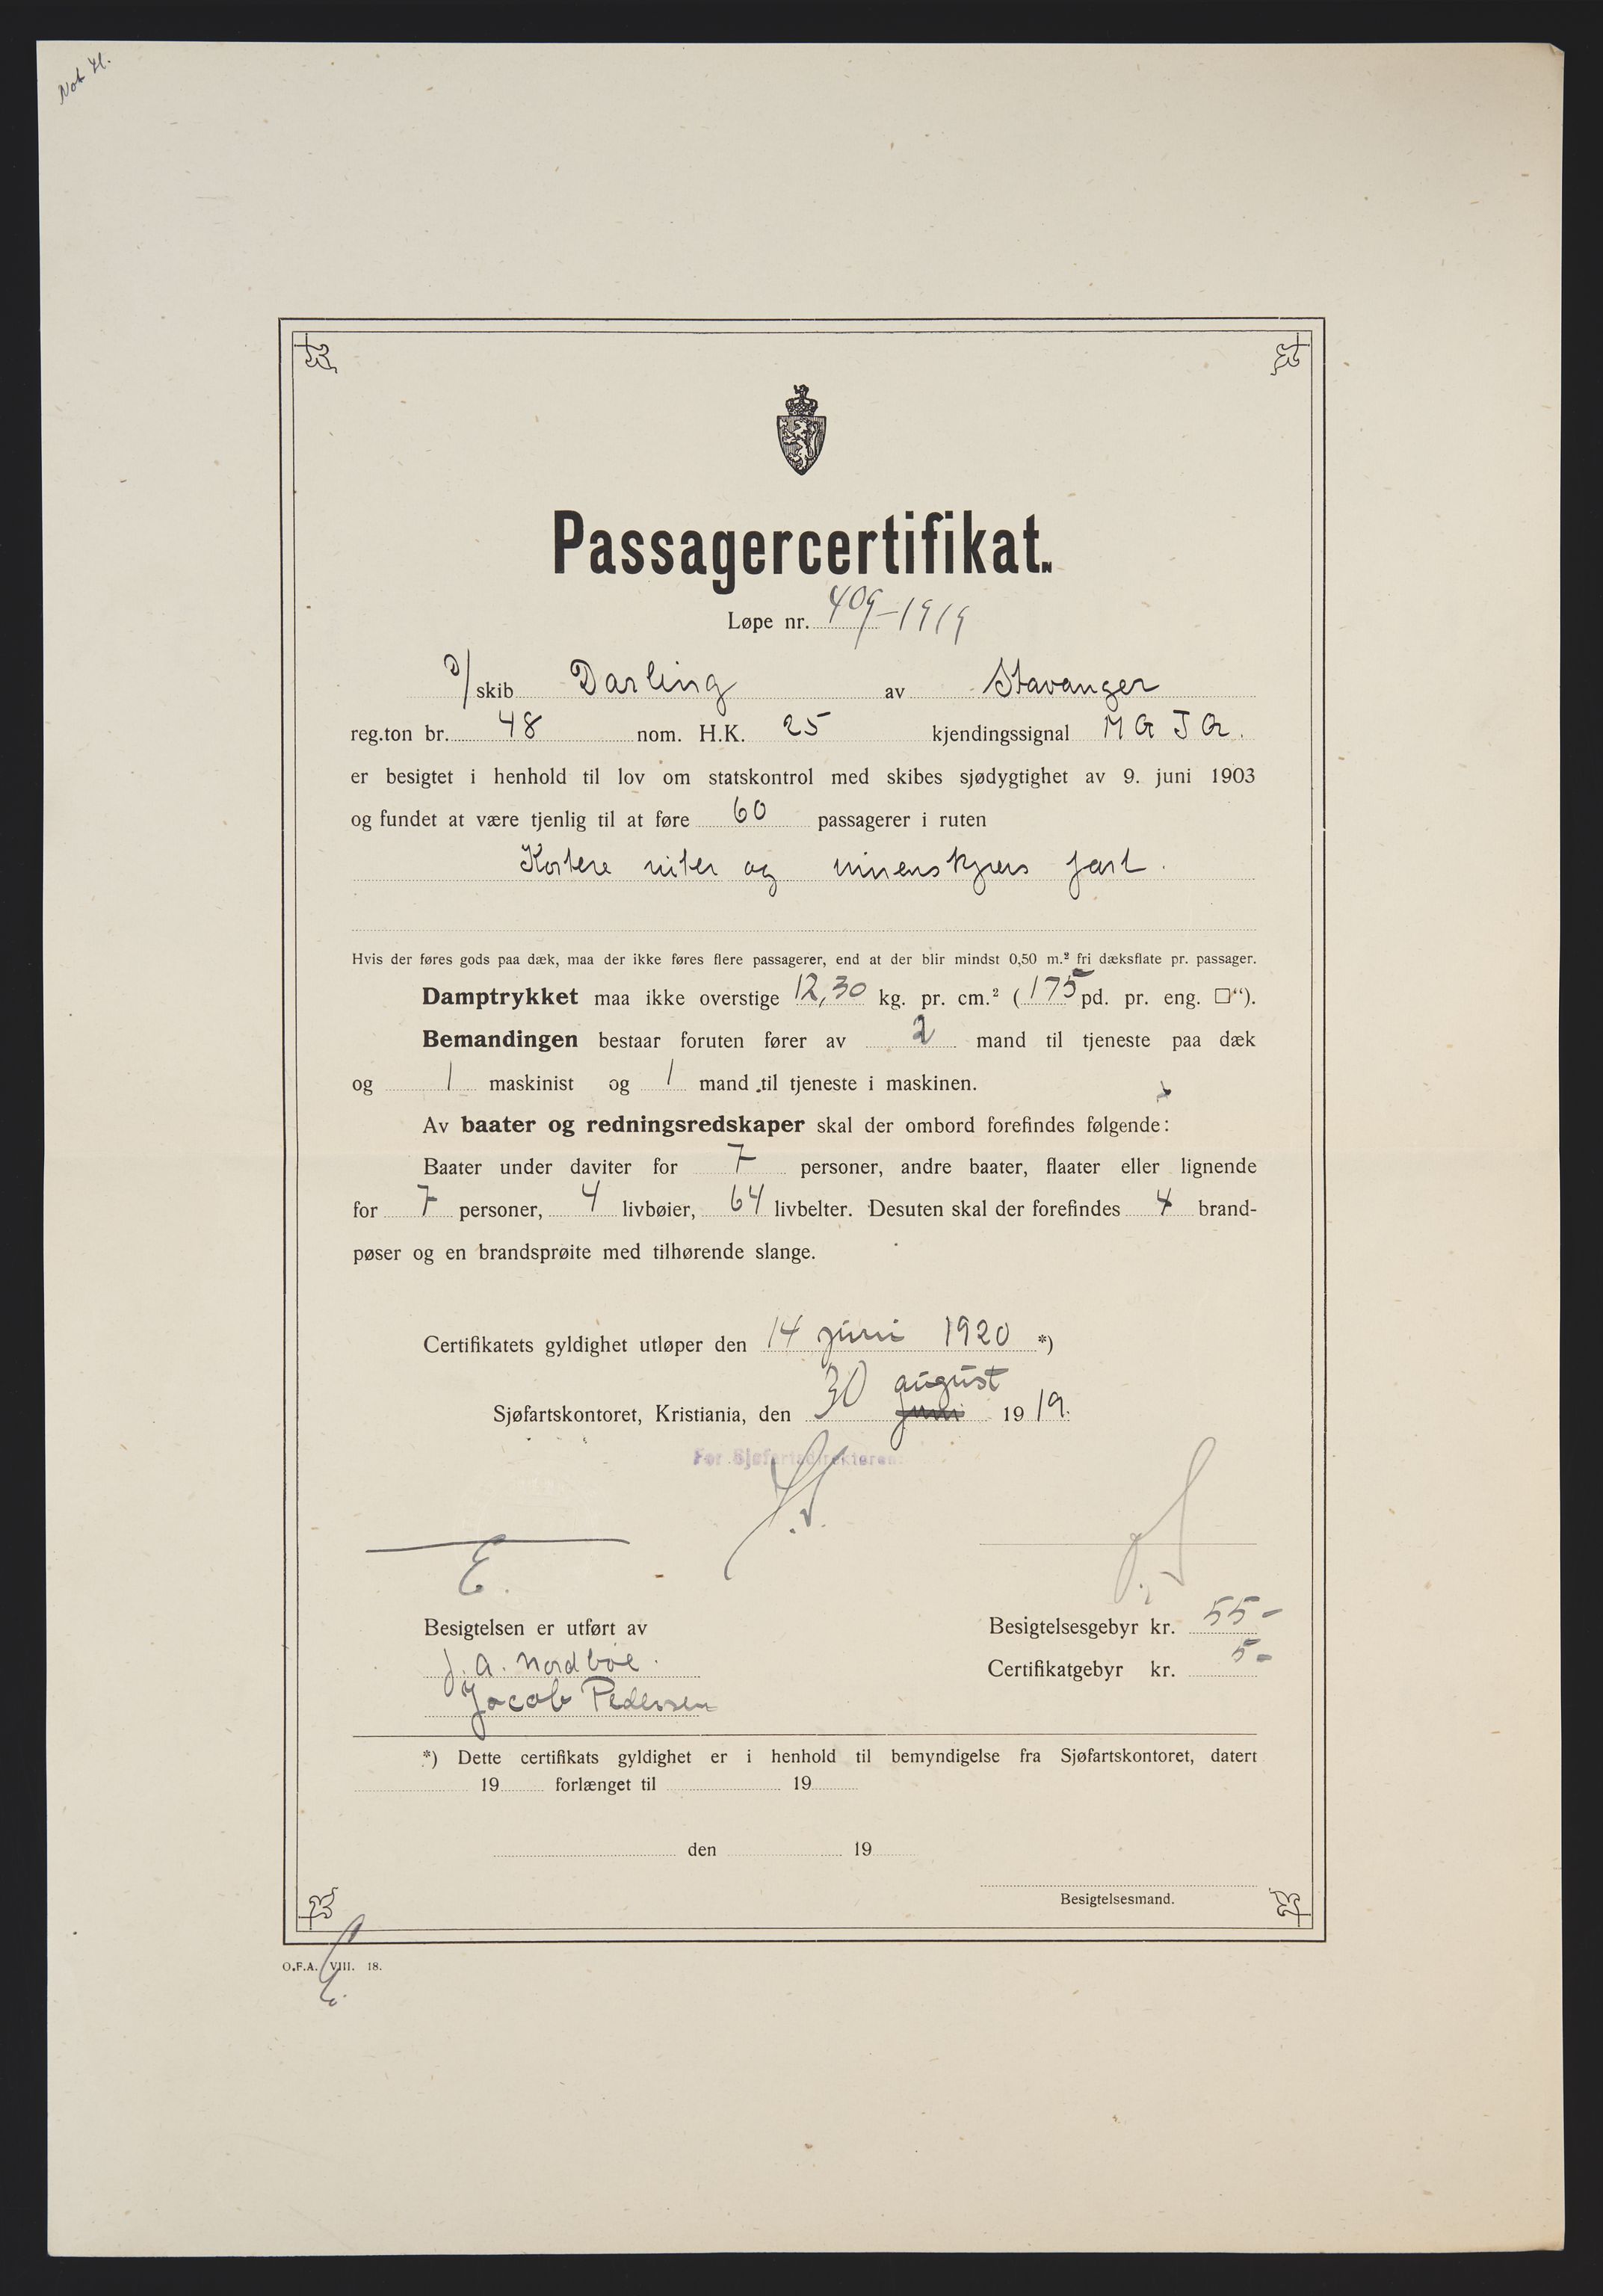 Not H.
Passagercertifikat.
Løpe nr. 409-1919
D/skib Darling av Stavanger
reg.ton br. 48 nom. H.K. 25 kjendingssignal M G J Q.
er besigtet i henhold til lov om statskontrol med skibes sjødygtighet av 9. juni 1903
og fundet at være tjenlig til at føre 60 passagerer i ruten
Kortere ruter og innenskjærs fart.
Hvis der føres gods paa dæk, maa der ikke føres flere passagerer, end at der blir mindst 0,50 m.² fri dæksflate pr. passager.
Damptrykket maa ikke overstige 12,30 kg. pr. cm.² (175 pd. pr. eng. □“).
Bemandingen bestaar foruten fører av 2 mand til tjeneste paa dæk
og 1 maskinist og 1 mand til tjeneste i maskinen.
Av baater og redningsredskaper skal der ombord forefindes følgende:
Baater under daviter for 7 personer, andre baater, flaater eller lignende
for 7 personer, 4 livbøier, 64 livbelter. Desuten skal der forefindes 4 brand-
pøser og en brandsprøite med tilhørende slange.
Certifikatets gyldighet utløper den 14 juni 1920 *)
august
Sjøfartskontoret, Kristiania, den 30 juni 1919.
For Sjøfartsdirektøren
E.
Besigtelsen er utført av
Besigtelsesgebyr kr. 55-
J. A. Nordboe.
Certifikatgebyr kr. 5-
Jacob Pedersen
*) Dette certifikats gyldighet er i henhold til bemyndigelse fra Sjøfartskontoret, datert
19 forlænget til 19
den 19
Besigtelsesmand.
O.F.A. VIII. 18.